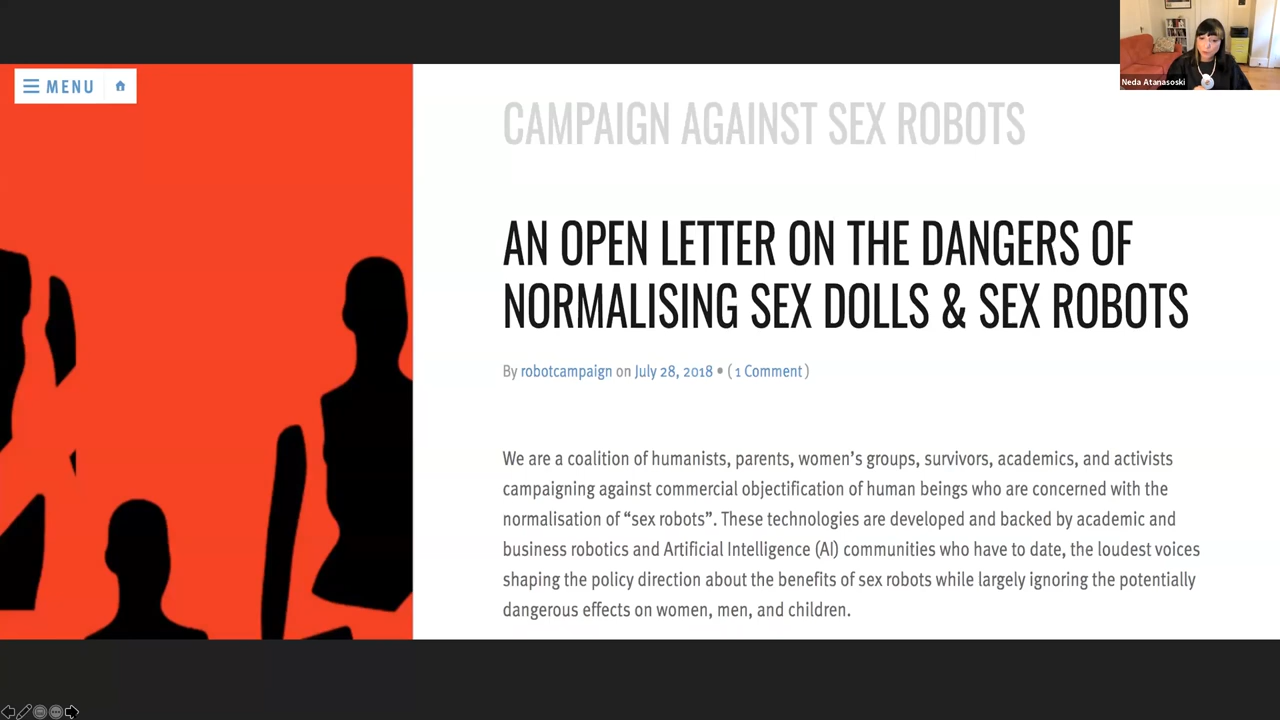 MENU
Neda Atanasoski
CAMPAIGN AGAINST SEX ROBOTS
AN OPEN LETTER ON THE DANGERS OF
NORMALISING SEX DOLLS & SEX ROBOTS
By robotcampaign on July 28, 2018 • ( 1 Comment )
We are a coalition of humanists, parents, women’s groups, survivors, academics, and activists
campaigning against commercial objectification of human beings who are concerned with the
normalisation of “sex robots”. These technologies are developed and backed by academic and
business robotics and Artificial Intelligence (AI) communities who have to date, the loudest voices
shaping the policy direction about the benefits of sex robots while largely ignoring the potentially
dangerous effects on women, men, and children.